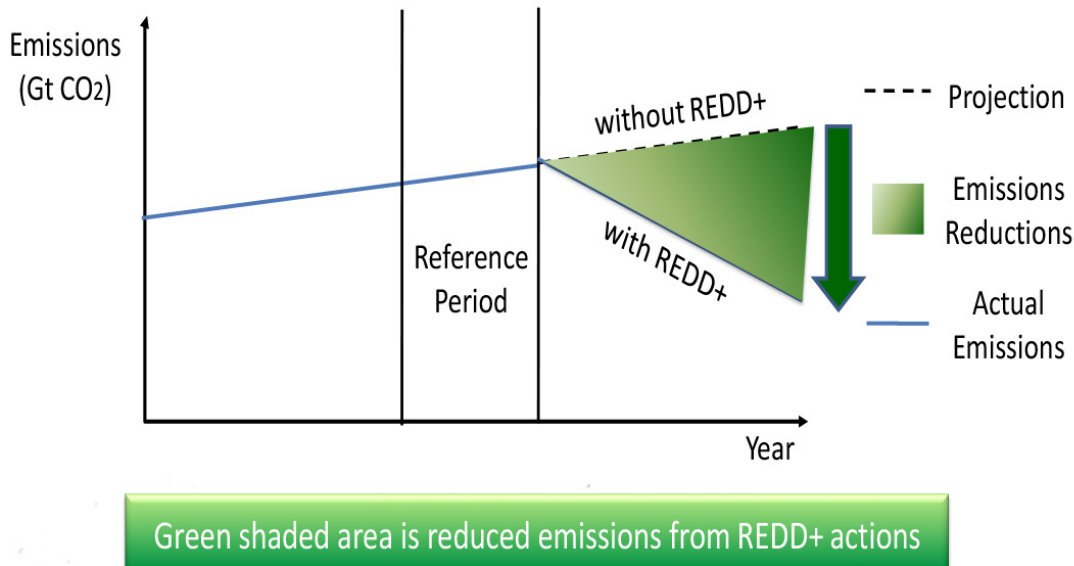 Emissions
(Gt CO2)
without REDD+
with REDD+
Reference
Period
Year
Projection
Emissions
Reductions
Actual
Emissions
Green shaded area is reduced emissions from REDD+ actions